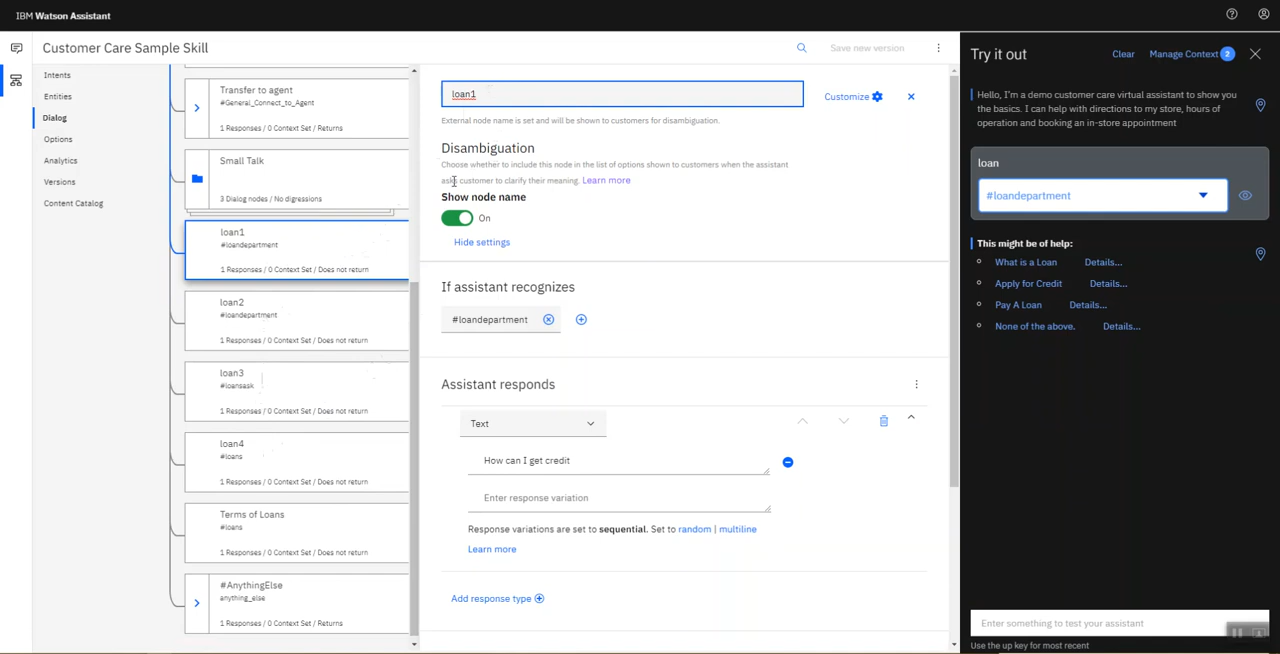 IBM Watson Assistant
Customer Care Sample Skill
Save new version
Intents
Entities
Dialog
Options
Analytics
Versions
Content Catalog
Transfer to agent
#General_Connect_to_Agent
1 Responses / 0 Context Set / Returns
Small Talk
3 Dialog nodes / No digressions
loan1
#loandepartment
1 Responses / 0 Context Set / Does not return
loan2
#loandepartment
1 Responses / 0 Context Set / Does not return
loan3
#loansask
1 Responses / 0 Context Set / Does not return
loan4
#loans
1 Responses / 0 Context Set / Does not return
Terms of Loans
#loans
1 Responses / 0 Context Set / Does not return
#AnythingElse
anything_else
1 Responses / 0 Context Set / Returns
loan1
Customize
External node name is set and will be shown to customers for disambiguation.
Disambiguation
Choose whether to include this node in the list of options shown to customers when the assistant
asks customer to clarify their meaning. Learn more
Show node name
On
Hide settings
If assistant recognizes
#loandepartment
Assistant responds
Text
How can I get credit
Enter response variation
Response variations are set to sequential. Set to random | multiline
Learn more
Add response type
Try it out
Clear
Manage Context 2
Hello, I'm a demo customer care virtual assistant to show you
the basics. I can help with directions to my store, hours of
operation and booking an in-store appointment
loan
#loandepartment
This might be of help:
What is a Loan Details...
Apply for Credit Details...
Pay A Loan Details...
None of the above. Details...
Enter something to test your assistant
Use the up key for most recent